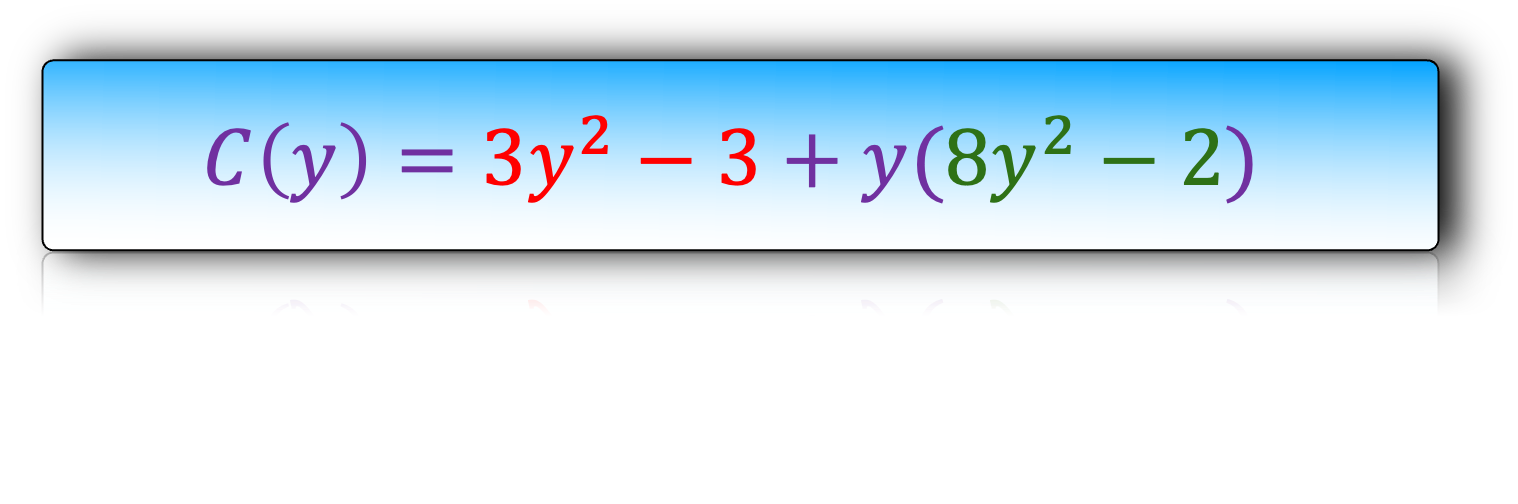 C(y) = 3y² − 3 + y(8y² − 2)